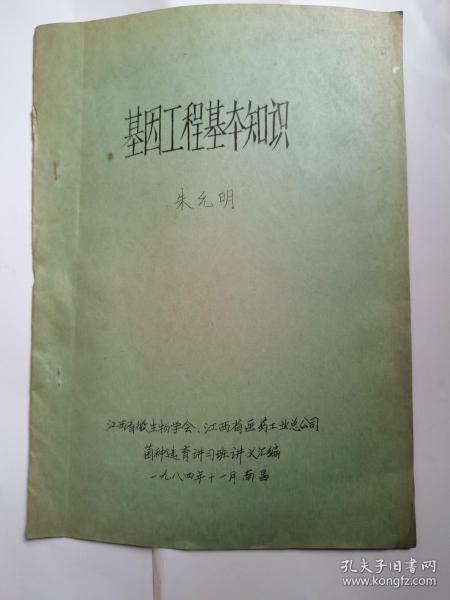 基因工程基本知识
朱允明
江西省微生物学会、江西省医药工业总公司
菌种选育讲习班讲义汇编
一九八四年十一月南昌
孔夫子旧书网
www.kongfz.com